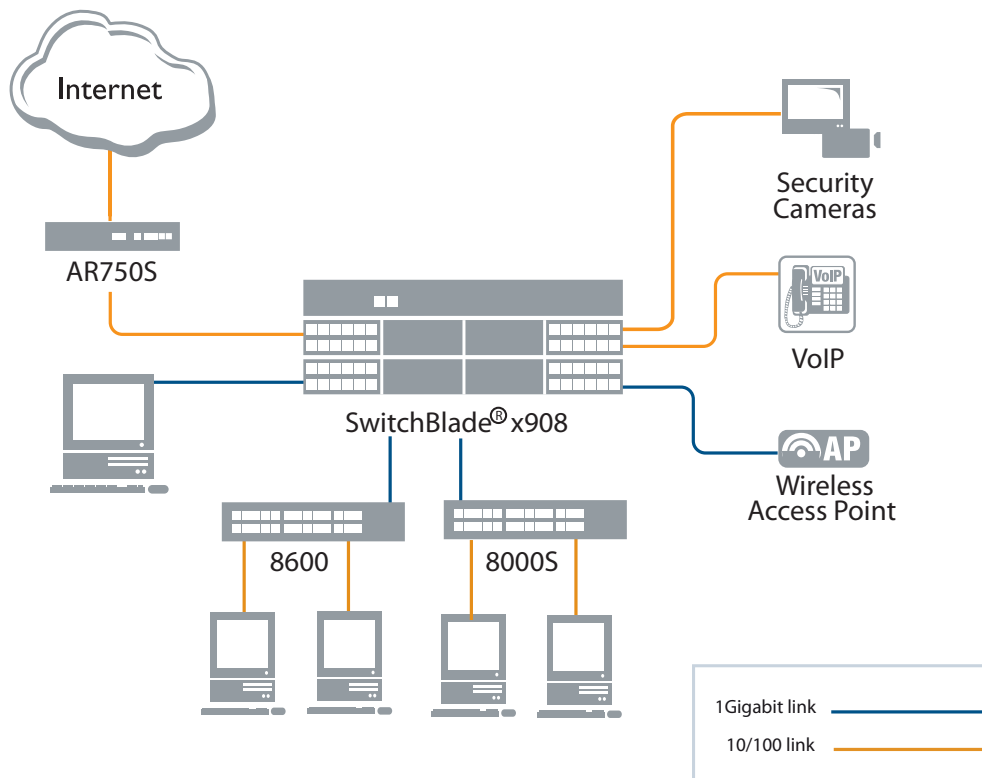 Internet
Security
Cameras
AR750S
VoIP
VoIP
SwitchBlade® x908
AP
Wireless
Access Point
8600
8000S
1Gigabit link
10/100 link